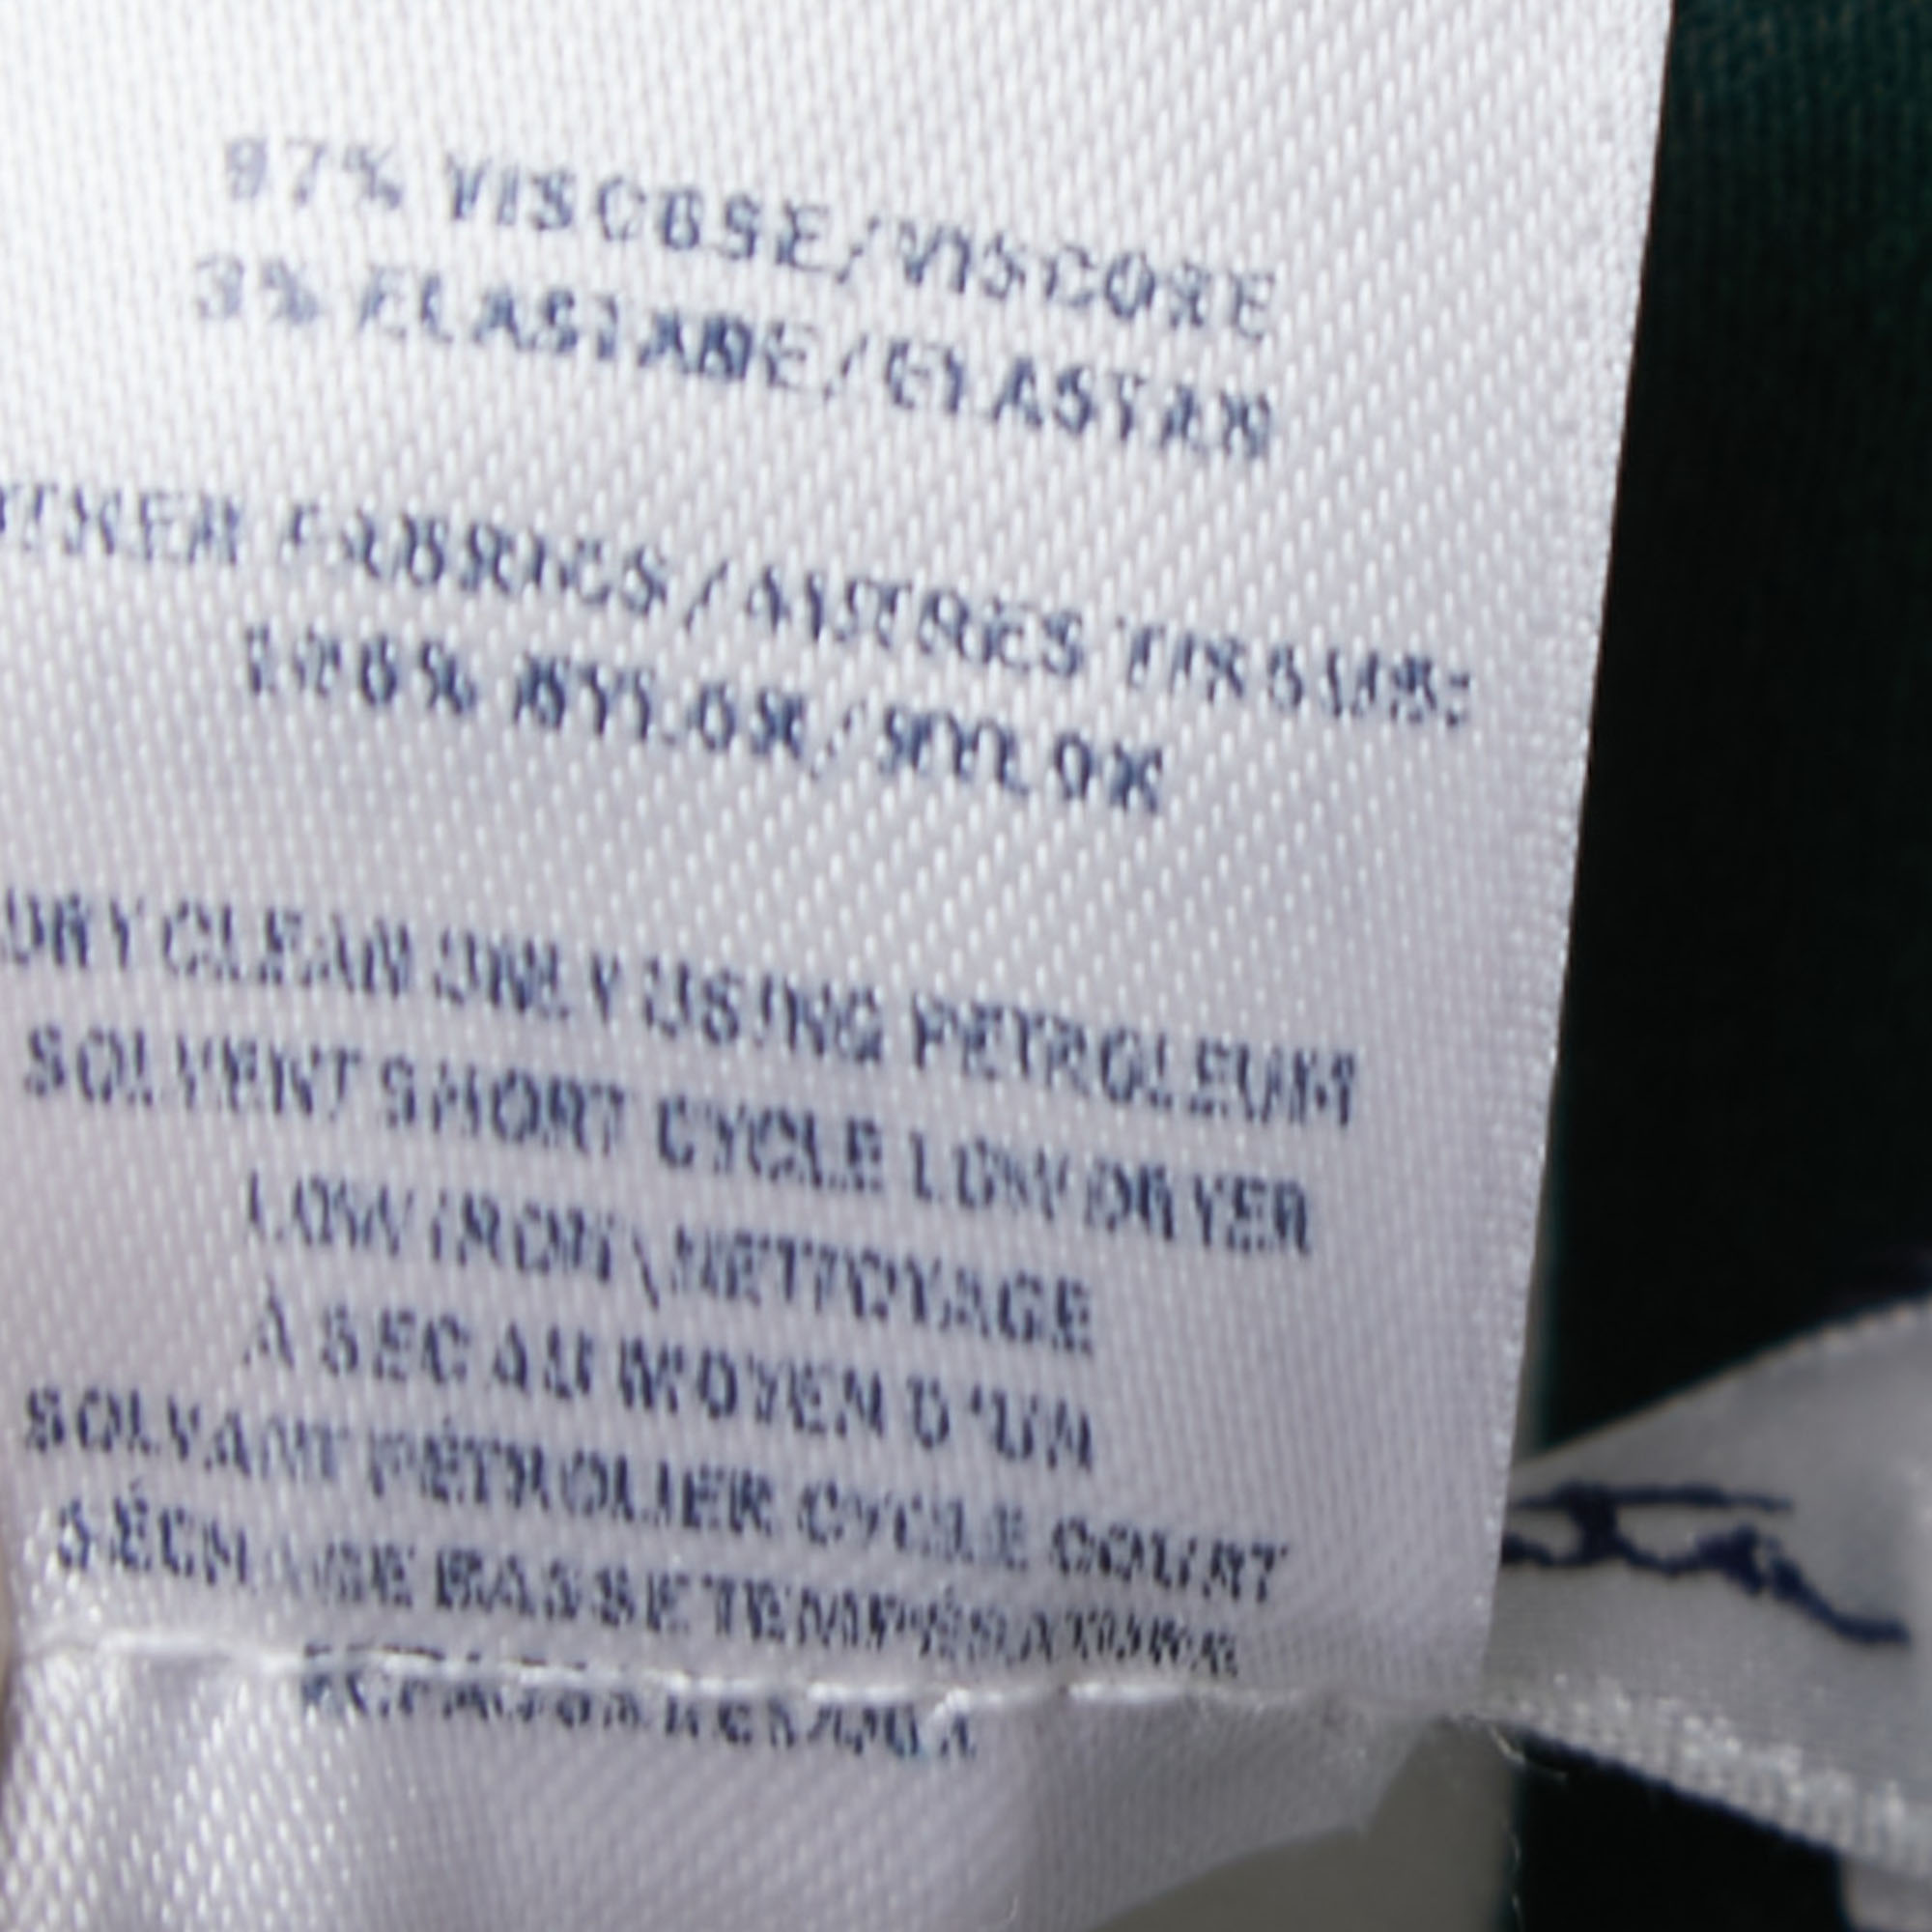 97% VISCOSE/VISCOSE
3% ELASTANE/ELASTAN
OTHER FABRICS/AUTRES TISSUS:
100% NYLON/NYLON
DRY CLEAN ONLY USING PETROLEUM
SOLVENT SHORT CYCLE LOW DRYER
LOW IRON\NETTOYAGE
À SEC AU MOYEN D'UN
SOLVANT PÉTROLIER CYCLE COURT
SÉCHAGE BASSE TEMPÉRATURE